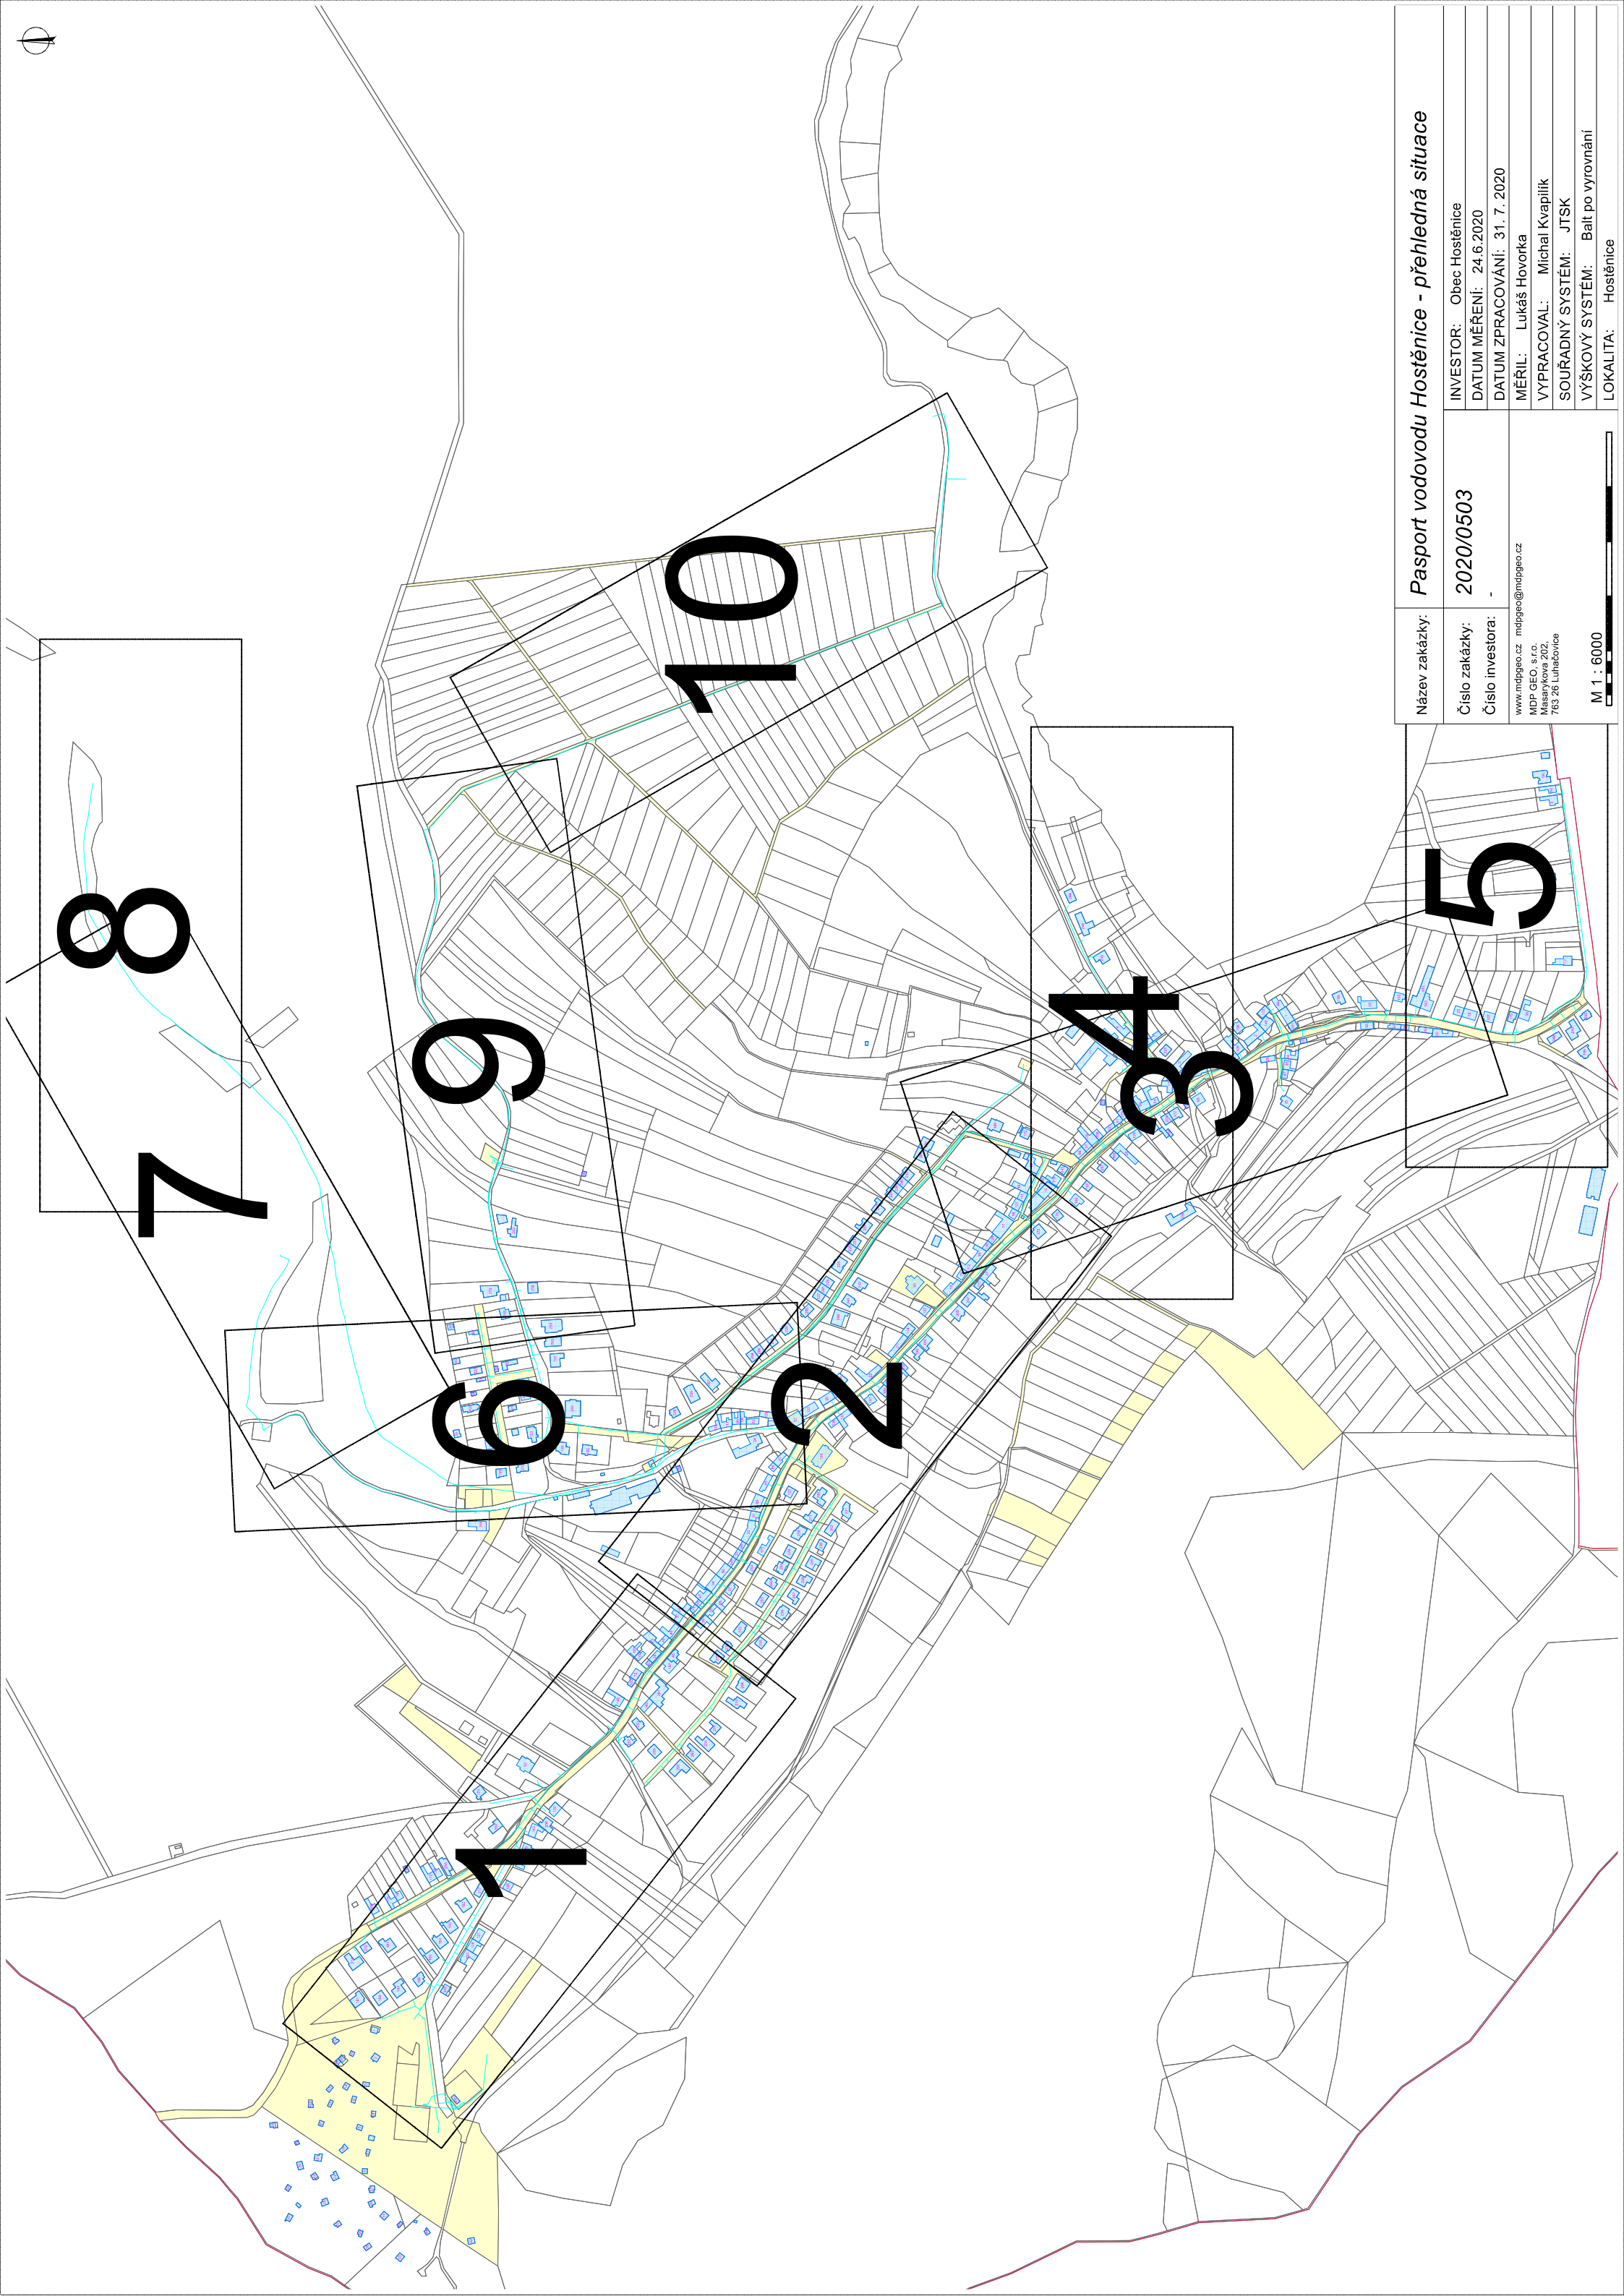 8
7
9
10
6
2
1
4
3
5
Název zakázky: Pasport vodovodu Hostěnice - přehledná situace
Číslo zakázky: 2020/0503
Číslo investora: -
INVESTOR: Obec Hostěnice
DATUM MĚŘENÍ: 24.6.2020
DATUM ZPRACOVÁNÍ: 31. 7. 2020
MĚŘIL: Lukáš Hovorka
VYPRACOVAL: Michal Kvapilík
SOUŘADNÝ SYSTÉM: JTSK
VÝŠKOVÝ SYSTÉM: Balt po vyrovnání
LOKALITA: Hostěnice
www.mdpgeo.cz mdpgeo@mdpgeo.cz
MDP GEO, s.r.o.
Masarykova 202,
763 26 Luhačovice
M 1 : 6000